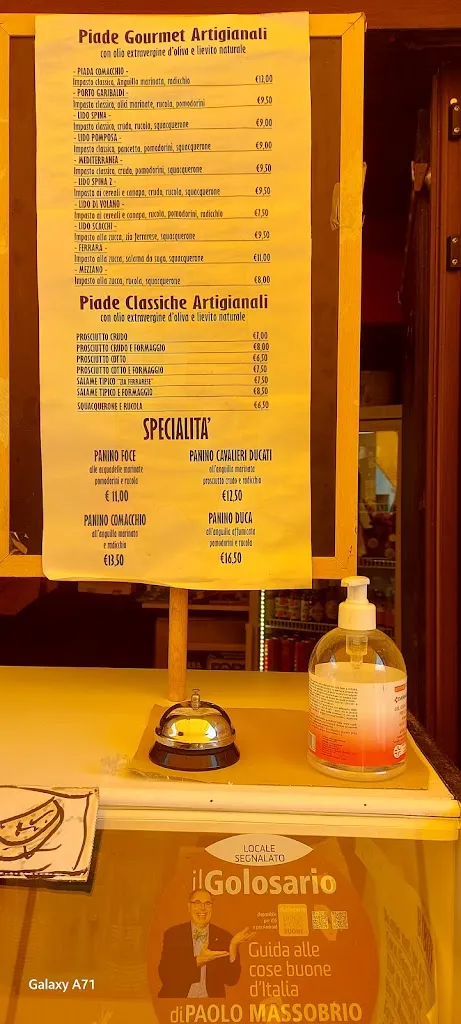 Piade Gourmet Artigianali
con olio extravergine d'oliva e lievito naturale
- PIADA COMACCHIO -
Impasto classico, Anguilla marinata, radicchio €12,00
- PORTO GARIBALDI -
Impasto classico, alici marinate, rucola, pomodorini €9,50
- LIDO SPINA -
Impasto classico, crudo, rucola, squacquerone €9,00
- LIDO POMPOSA -
Impasto classico, pancetta, pomodorini, squacquerone €9,00
- MEDITERRANEA -
Impasto classico, crudo, pomodorini, squacquerone €9,50
- LIDO SPINA 2 -
Impasto ai cereali e canapa, crudo, rucola, squacquerone €9,50
- LIDO DI VOLANO -
Impasto ai cereali e canapa, rucola, pomodorini, radicchio €7,50
- LIDO SCACCHI -
Impasto alla zucca, zia ferrarese, squacquerone €9,50
- FERRARA -
Impasto alla zucca, salama da sugo, squacquerone €11,00
- MEZZANO -
Impasto alla zucca, rucola, squacquerone €8,00
Piade Classiche Artigianali
con olio extravergine d'oliva e lievito naturale
PROSCIUTTO CRUDO €7,00
PROSCIUTTO CRUDO E FORMAGGIO €8,00
PROSCIUTTO COTTO €6,50
PROSCIUTTO COTTO E FORMAGGIO €7,50
SALAME TIPICO "ZIA FERRARESE" €7,50
SALAME TIPICO E FORMAGGIO €8,50
SQUACQUERONE E RUCOLA €6,50
SPECIALITA'
PANINO FOCE
alle acquadelle marinate
pomodorini e rucola
€ 11,00
PANINO CAVALIERI DUCATI
all'anguilla marinata
prosciutto crudo e radicchio
€12,50
PANINO COMACCHIO
all'anguilla marinata
e radicchio
€13,50
PANINO DUCA
all'anguilla affumicata
pomodorini e rucola
€16,50
LOCALE
SEGNALATO
ilGolosario
Guida alle
cose buone
d'Italia
di PAOLO MASSOBRIO
Galaxy A71